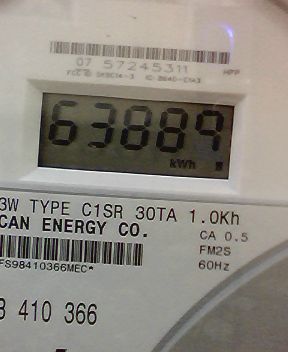 07 57245311
HPP
63889
kWh
3W TYPE C1SR 30TA 1.0Kh
CAN ENERGY CO.
CA 0.5
FM2S
60Hz
FS98410366MEC*
410 366